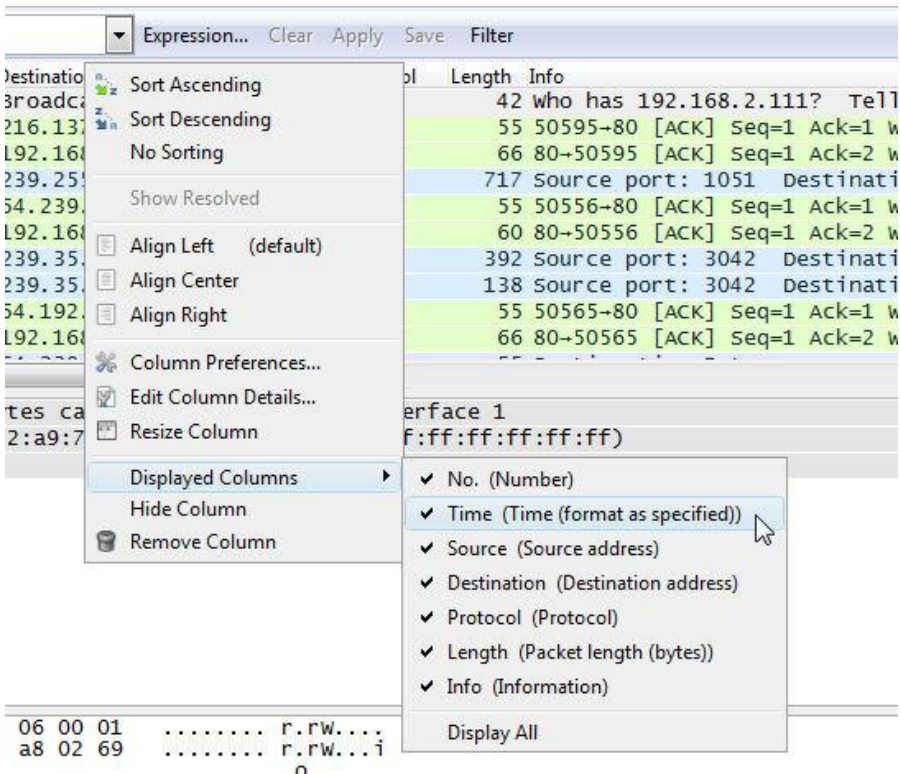 Expression... Clear Apply Save Filter
Length Info
Sort Ascending
42 Who has 192.168.2.111? Tell
Sort Descending
55 50595→80 [ACK] Seq=1 Ack=1
No Sorting
66 80→50595 [ACK] Seq=1 Ack=2
717 Source port: 1051
Show Resolved
55 50556→80 [ACK] Seq=1 Ack=1
60 80→50556 [ACK] Seq=1 Ack=2
Align Left (default)
392 Source port: 3042
Align Center
138 Source port: 3042
Align Right
55 50565→80 [ACK] Seq=1 Ack=1
66 80→50565 [ACK] Seq=1 Ack=2
Column Preferences...
Edit Column Details...
erface 1
Resize Column
f:ff:ff:ff:ff:ff)
Displayed Columns
Hide Column
Remove Column
No. (Number)
Time (Time (format as specified))
Source (Source address)
Destination (Destination address)
Protocol (Protocol)
Length (Packet length (bytes))
Info (Information)
Display All
06 00 01 ........ r.rW....
a8 02 69 ........ r.rW...i